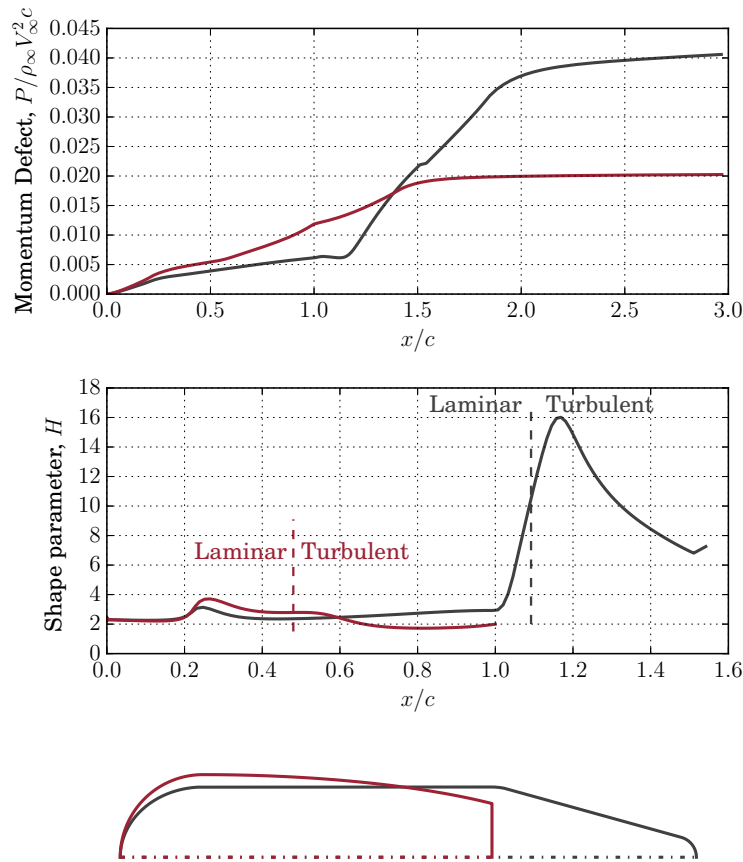 Momentum Defect, P/ρ∞V∞²c
0.045
0.040
0.035
0.030
0.025
0.020
0.015
0.010
0.005
0.000
0.0 0.5 1.0 1.5 2.0 2.5 3.0
x/c
Shape parameter, H
18
16
14
12
10
8
6
4
2
0
Laminar Turbulent
Laminar Turbulent
0.0 0.2 0.4 0.6 0.8 1.0 1.2 1.4 1.6
x/c